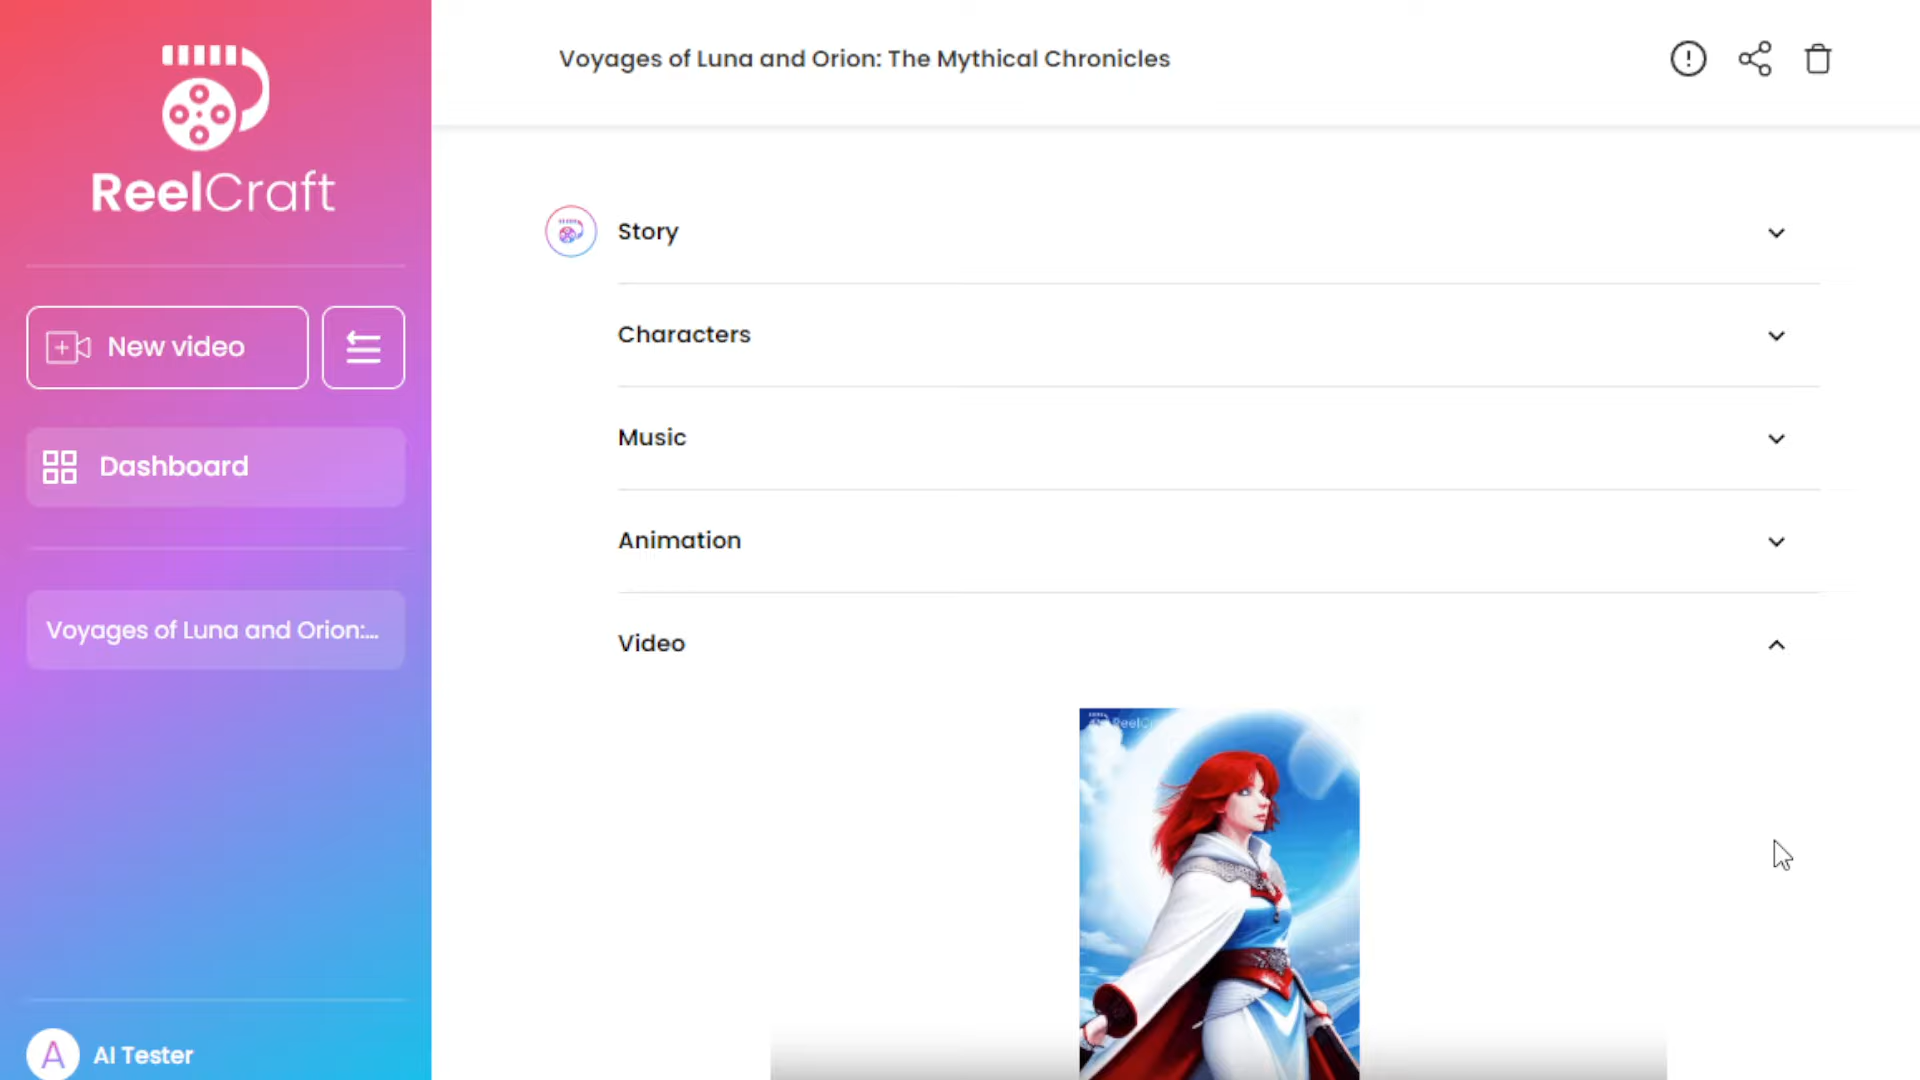 ReelCraft
New video
Dashboard
Voyages of Luna and Orion:...
A
AI Tester
Voyages of Luna and Orion: The Mythical Chronicles
Story
Characters
Music
Animation
Video